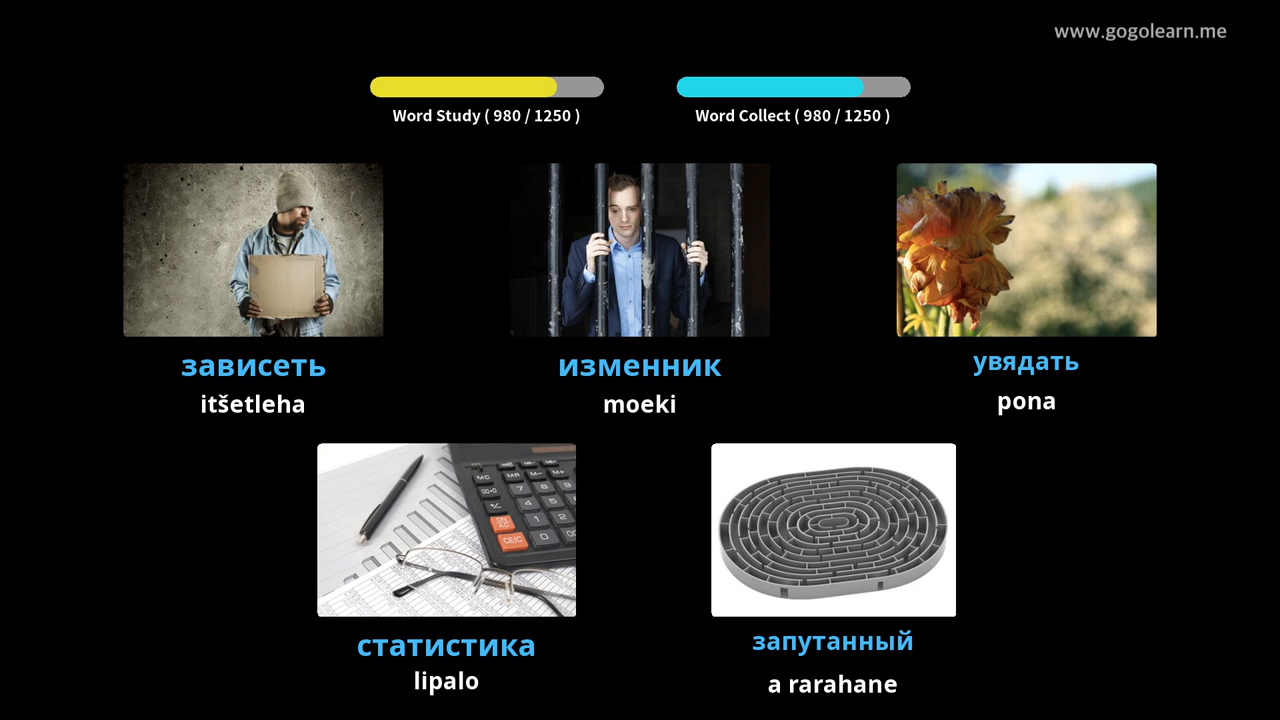 www.gogolearn.me
Word Study ( 980 / 1250 )
Word Collect ( 980 / 1250 )
зависеть
itšetleha
изменник
moeki
увядать
pona
статистика
lipalo
запутанный
a rarahane